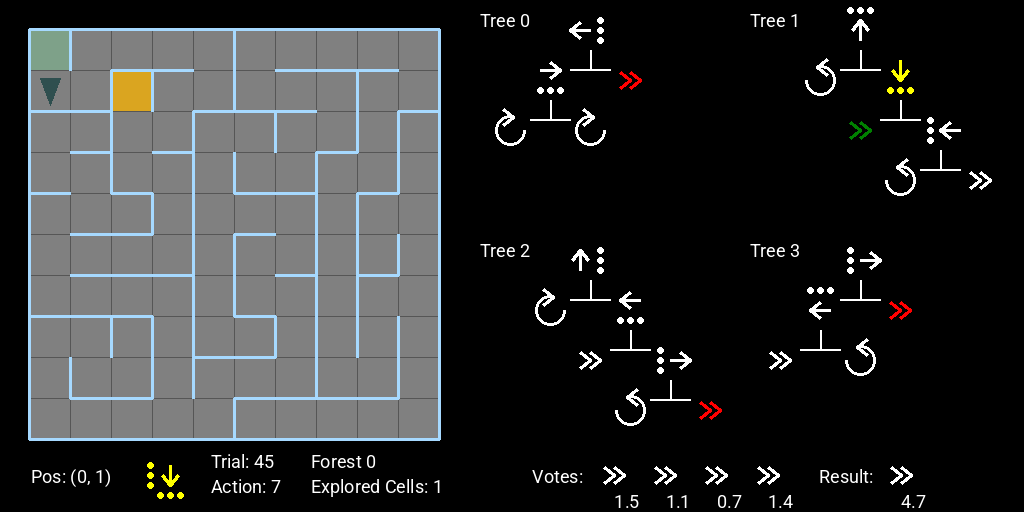 Tree 0
Tree 1
Tree 2
Tree 3
Pos: (0, 1)
Trial: 45
Forest 0
Action: 7
Explored Cells: 1
Votes:
1.5
1.1
0.7
1.4
Result:
4.7